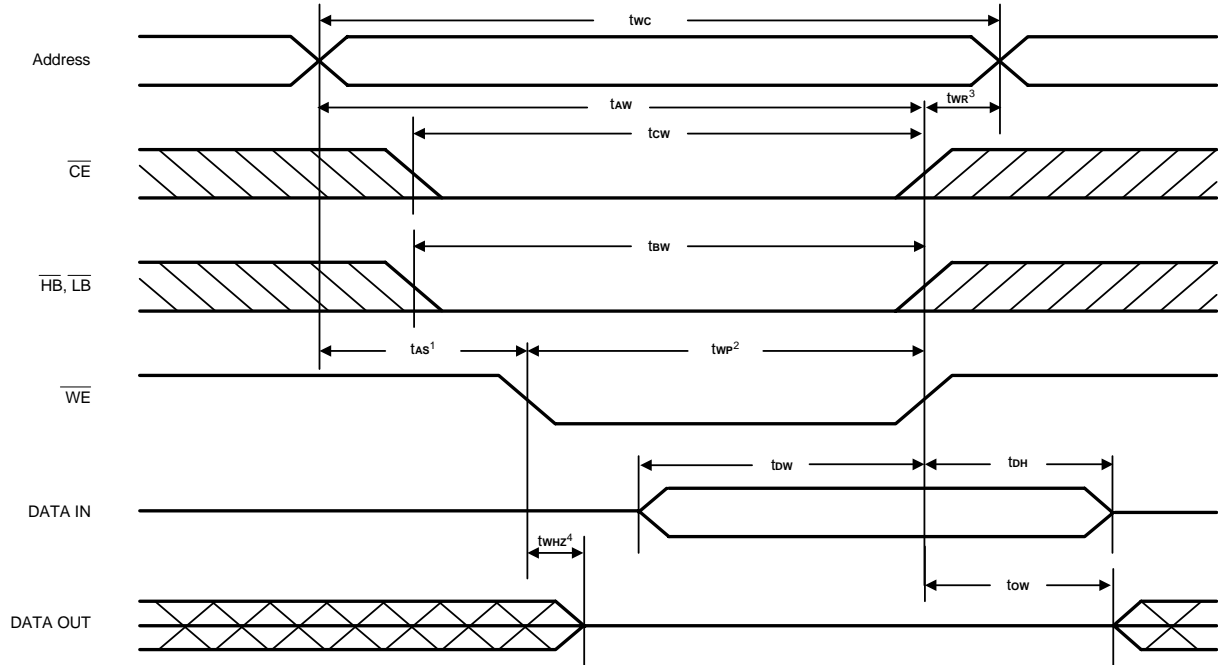 tWC
Address
tAW
tWR3
tCW
CE
tBW
HB, LB
tAS1
tWP2
WE
tDW
tDH
DATA IN
tWHZ4
tOW
DATA OUT